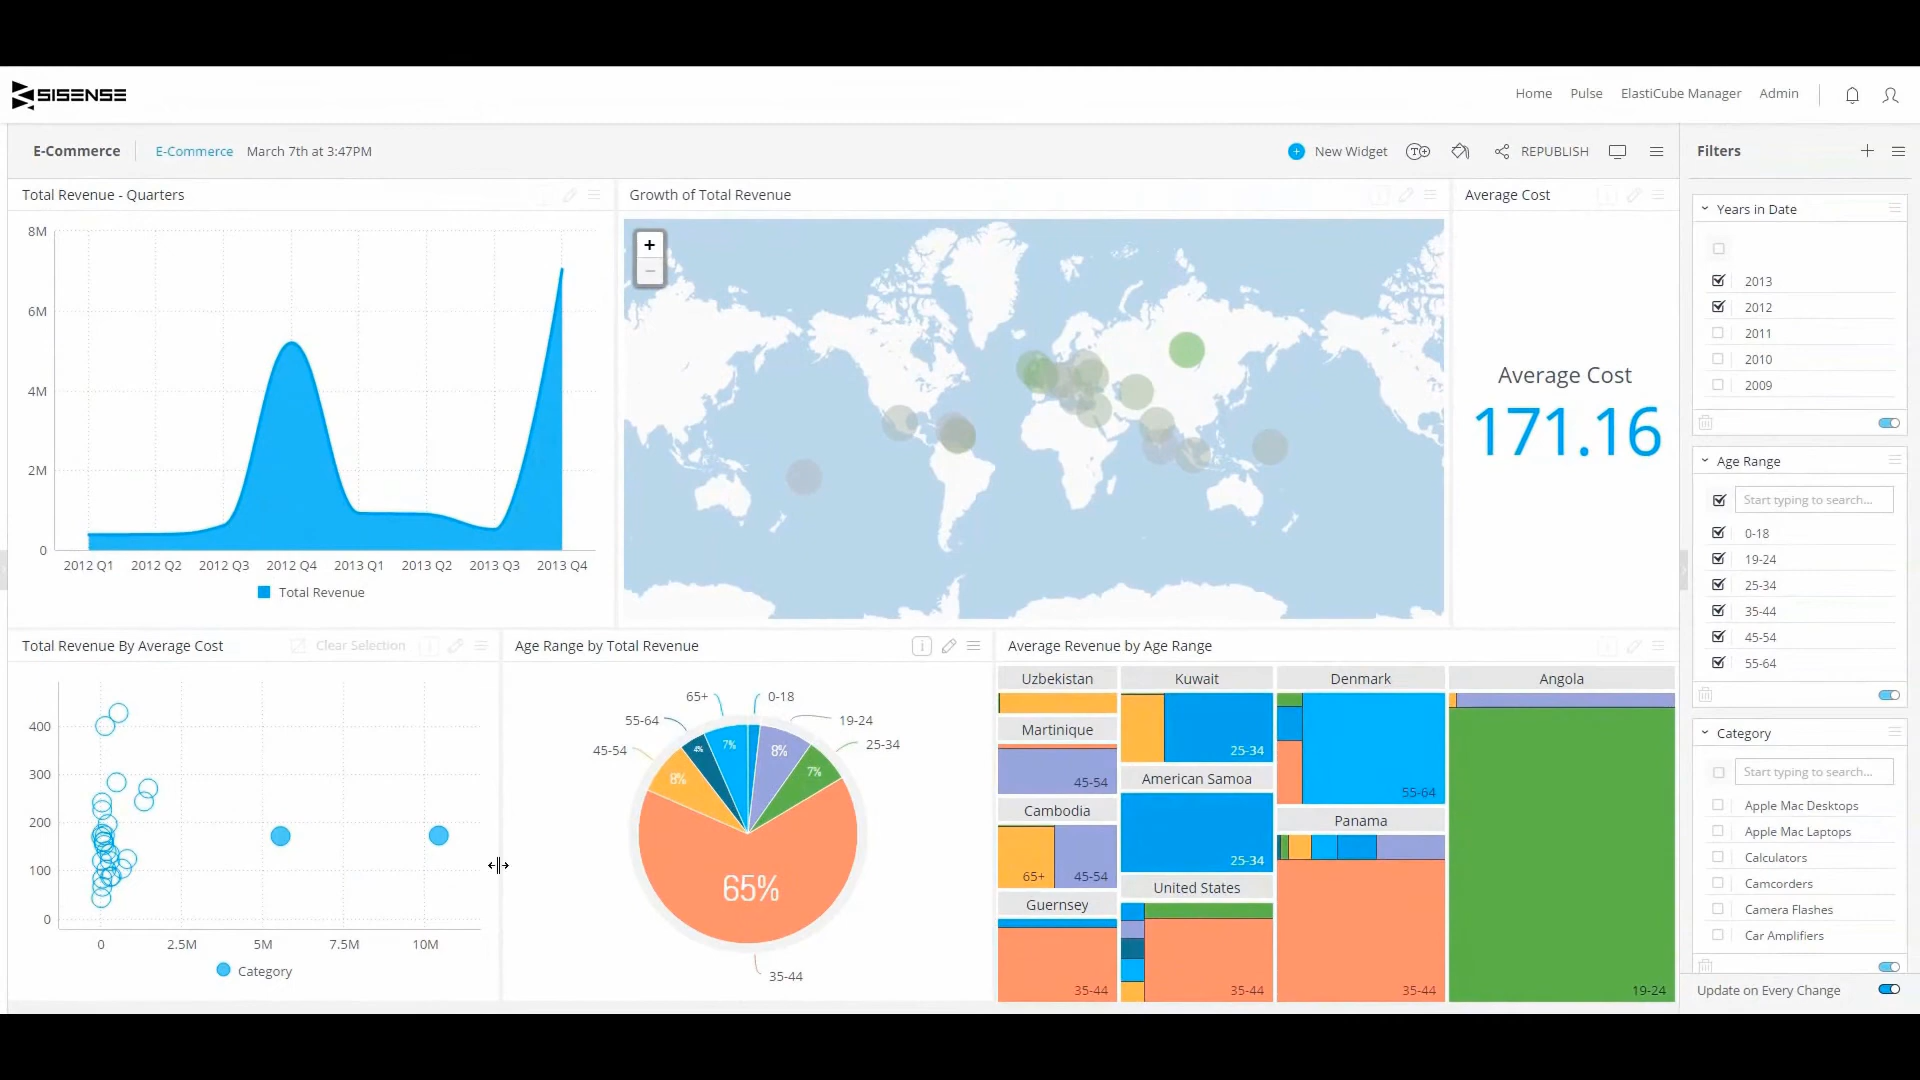 SISENSE
Home Pulse ElastiCube Manager Admin
E-Commerce E-Commerce March 7th at 3:47PM
+ New Widget REPUBLISH
Filters
Total Revenue - Quarters
8M
6M
4M
2M
0
2012 Q1 2012 Q2 2012 Q3 2012 Q4 2013 Q1 2013 Q2 2013 Q3 2013 Q4
Total Revenue
Growth of Total Revenue
+
−
Average Cost
Average Cost
171.16
Total Revenue By Average Cost
Clear Selection
400
300
200
100
0
0 2.5M 5M 7.5M 10M
Category
Age Range by Total Revenue
i
65+ 0-18
55-64 19-24
45-54 25-34
4% 7% 8%
8% 7%
65%
35-44
Average Revenue by Age Range
Uzbekistan
Martinique
45-54
Cambodia
65+ 45-54
Guernsey
35-44
Kuwait
25-34
American Samoa
25-34
United States
35-44
Denmark
55-64
Panama
35-44
Angola
19-24
Years in Date
2013
2012
2011
2010
2009
Age Range
Start typing to search...
0-18
19-24
25-34
35-44
45-54
55-64
Category
Start typing to search...
Apple Mac Desktops
Apple Mac Laptops
Calculators
Camcorders
Camera Flashes
Car Amplifiers
Update on Every Change